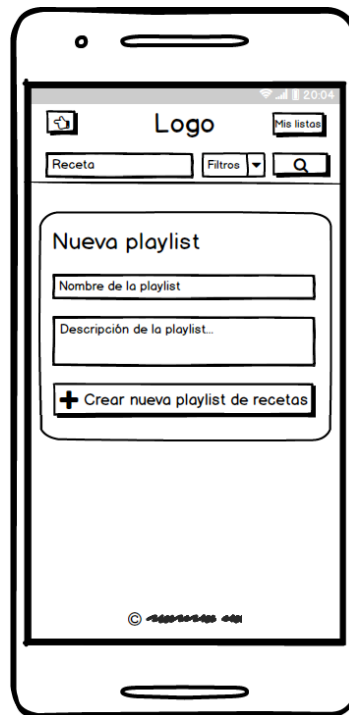 20:04
Logo
Mis listas
Receta
Filtros
Nueva playlist
Nombre de la playlist
Descripción de la playlist...
Crear nueva playlist de recetas
©